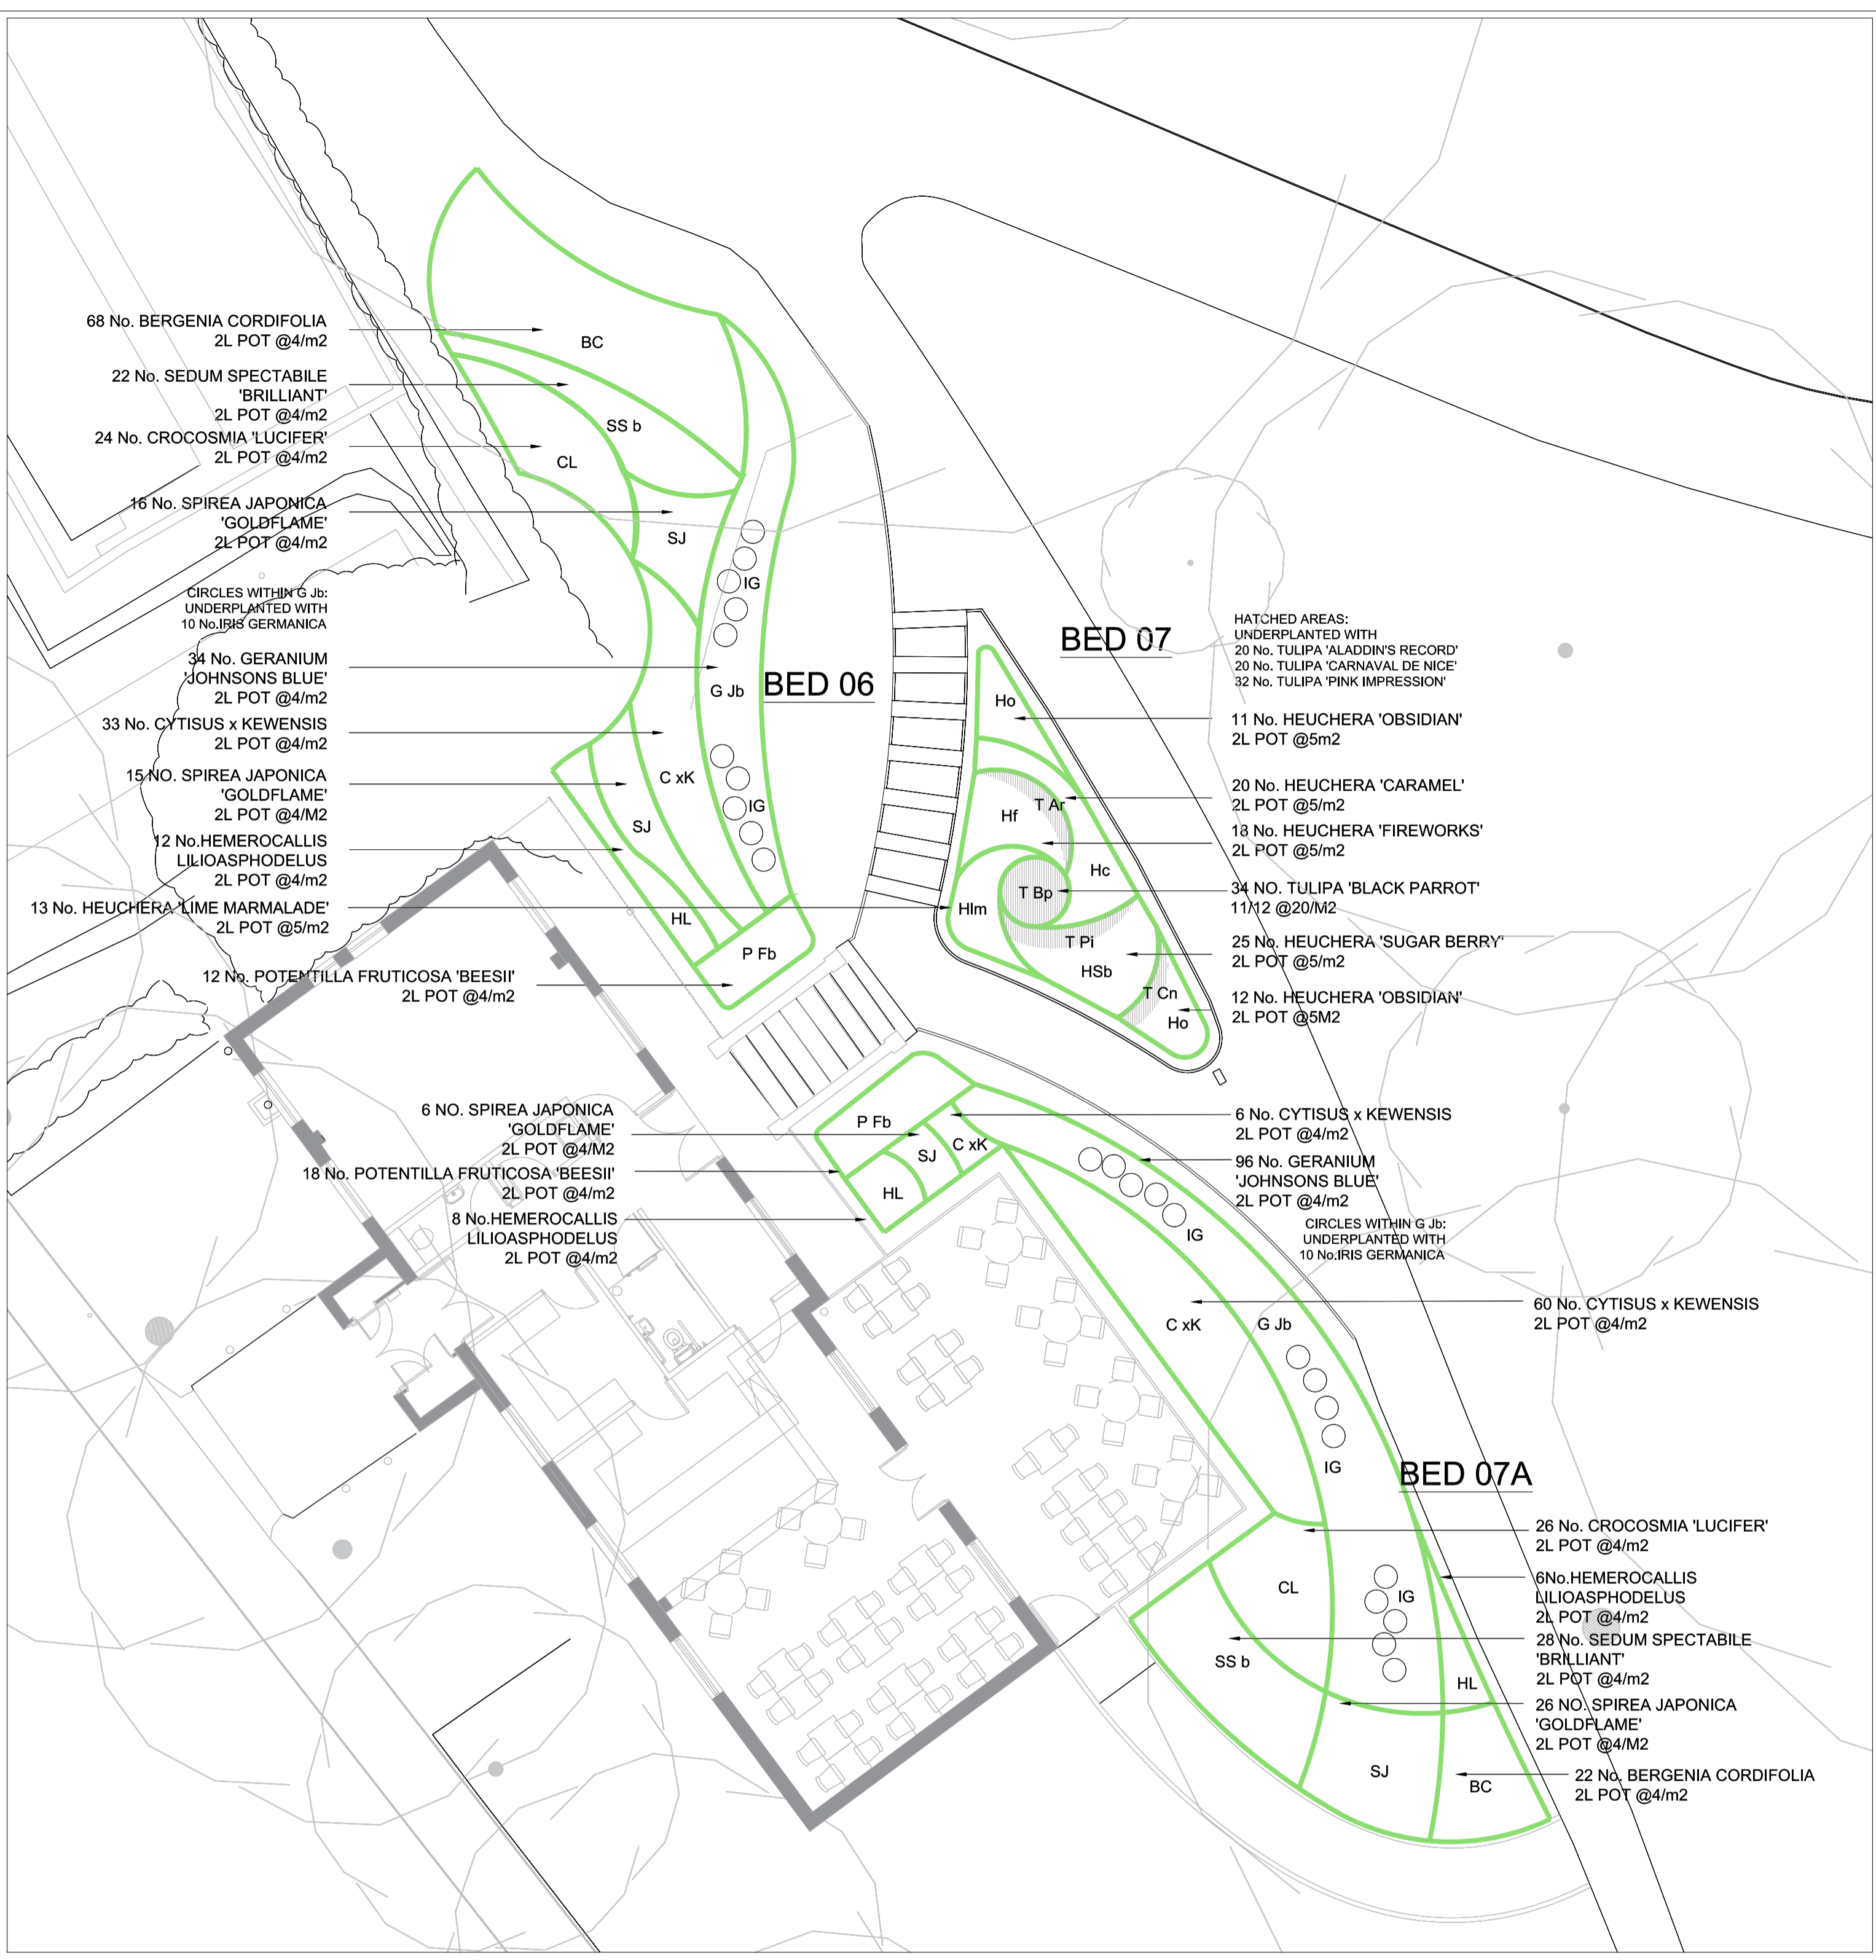 68 No. BERGENIA CORDIFOLIA
2L POT @4/m2
22 No. SEDUM SPECTABILE
'BRILLIANT'
2L POT @4/m2
24 No. CROCOSMIA 'LUCIFER'
2L POT @4/m2
16 No. SPIREA JAPONICA
'GOLDFLAME'
2L POT @4/m2
CIRCLES WITHIN G Jb:
UNDERPLANTED WITH
10 No.IRIS GERMANICA
34 No. GERANIUM
'JOHNSONS BLUE'
2L POT @4/m2
33 No. CYTISUS x KEWENSIS
2L POT @4/m2
15 NO. SPIREA JAPONICA
'GOLDFLAME'
2L POT @4/M2
12 No.HEMEROCALLIS
LILIOASPHODELUS
2L POT @4/m2
13 No. HEUCHERA 'LIME MARMALADE'
2L POT @5/m2
12 No. POTENTILLA FRUTICOSA 'BEESII'
2L POT @4/m2
BC
SS b
CL
SJ
IG
G Jb
BED 06
C xK
IG
SJ
HL
P Fb
BED 07
HATCHED AREAS:
UNDERPLANTED WITH
20 No. TULIPA 'ALADDIN'S RECORD'
20 No. TULIPA 'CARNAVAL DE NICE'
32 No. TULIPA 'PINK IMPRESSION'
11 No. HEUCHERA 'OBSIDIAN'
2L POT @5m2
20 No. HEUCHERA 'CARAMEL'
2L POT @5/m2
18 No. HEUCHERA 'FIREWORKS'
2L POT @5/m2
34 NO. TULIPA 'BLACK PARROT'
11/12 @20/M2
25 No. HEUCHERA 'SUGAR BERRY'
2L POT @5/m2
12 No. HEUCHERA 'OBSIDIAN'
2L POT @5M2
Ho
T Ar
Hf
Hc
T Bp
Hlm
T Pi
HSb
T Cn
Ho
6 NO. SPIREA JAPONICA
'GOLDFLAME'
2L POT @4/M2
18 No. POTENTILLA FRUTICOSA 'BEESII'
2L POT @4/m2
8 No.HEMEROCALLIS
LILIOASPHODELUS
2L POT @4/m2
P Fb
SJ
C xK
HL
6 No. CYTISUS x KEWENSIS
2L POT @4/m2
96 No. GERANIUM
'JOHNSONS BLUE'
2L POT @4/m2
CIRCLES WITHIN G Jb:
UNDERPLANTED WITH
10 No.IRIS GERMANICA
60 No. CYTISUS x KEWENSIS
2L POT @4/m2
IG
C xK
G Jb
IG
BED 07A
26 No. CROCOSMIA 'LUCIFER'
2L POT @4/m2
6No.HEMEROCALLIS
LILIOASPHODELUS
2L POT @4/m2
28 No. SEDUM SPECTABILE
'BRILLIANT'
2L POT @4/m2
26 NO. SPIREA JAPONICA
'GOLDFLAME'
2L POT @4/M2
22 No. BERGENIA CORDIFOLIA
2L POT @4/m2
CL
IG
SS b
HL
SJ
BC